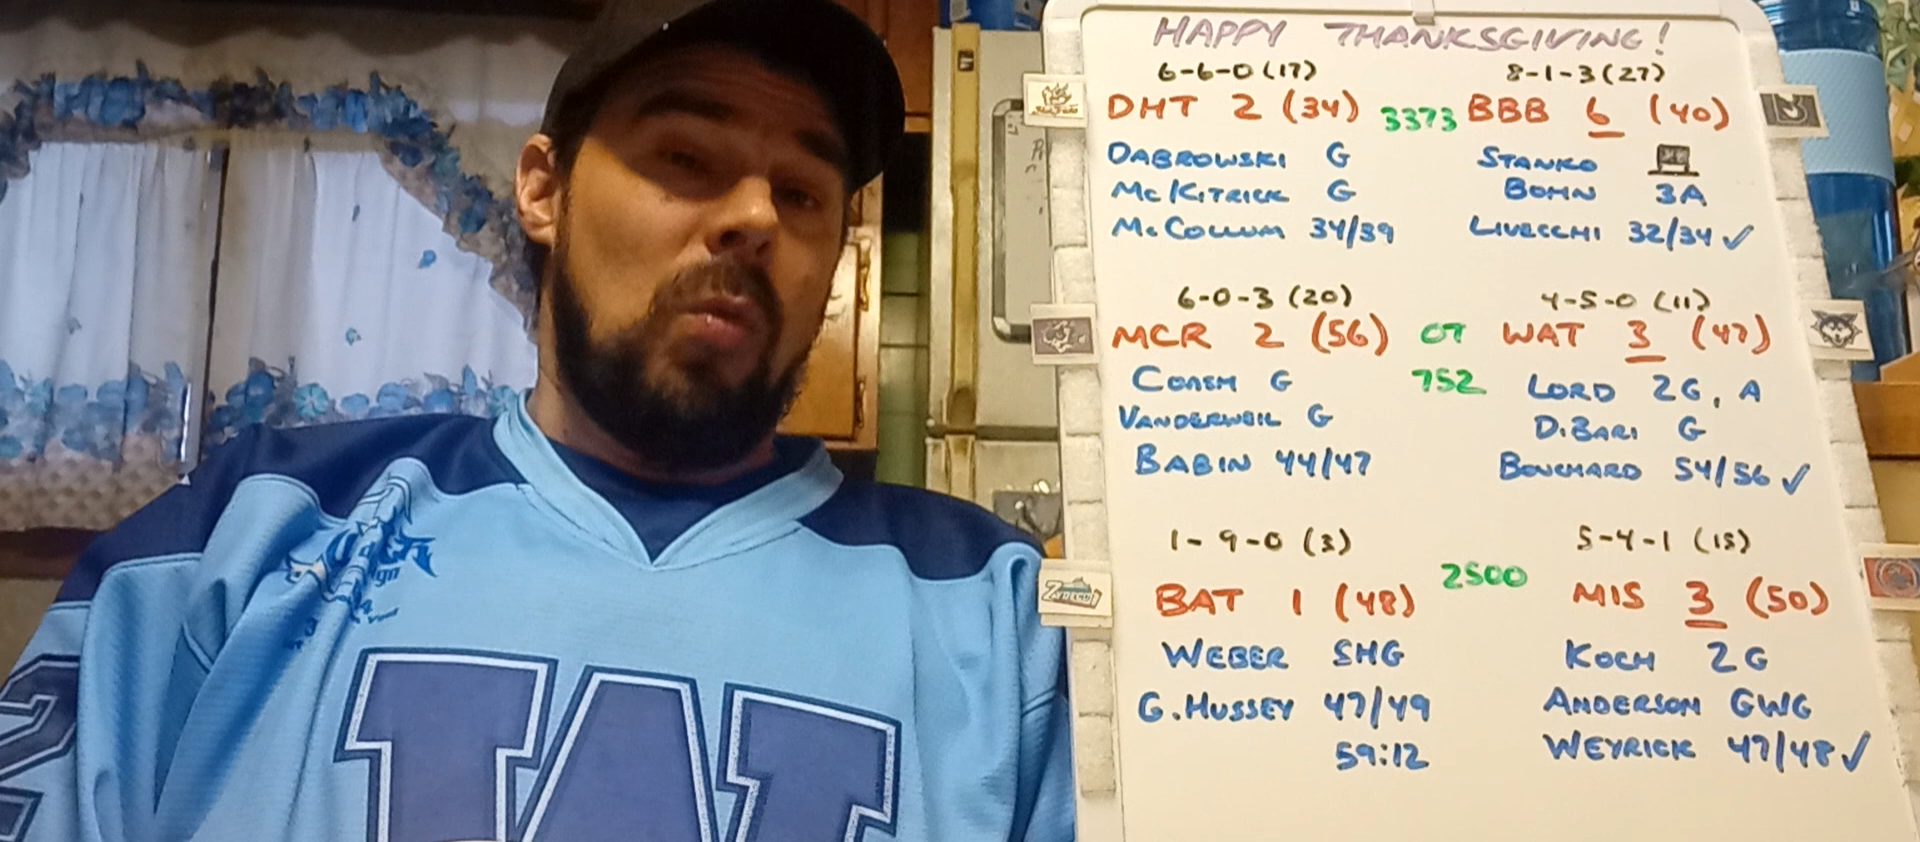 HAPPY THANKSGIVING!
6-6-0 (17) 8-1-3 (27)
DHT 2 (34) 3373 BBB 6 (40)
DABROWSKI G STANKO
McKITRICK G BOHN 3A
McCOLLUM 34/39 LIVECCHI 32/34 ✓
6-0-3 (20) 4-5-0 (11)
MCR 2 (56) OT WAT 3 (47)
COASH G 752 LORD 2G, A
VANDERWEIL G DiBARI G
BABIN 44/47 BOUCHARD 54/56 ✓
1-9-0 (3) 5-4-1 (15)
BAT 1 (48) 2500 MIS 3 (50)
WEBER SHG KOCH 2G
G. HUSSEY 47/49 ANDERSON GWG
59:12 WEYRICK 47/48 ✓
W
2